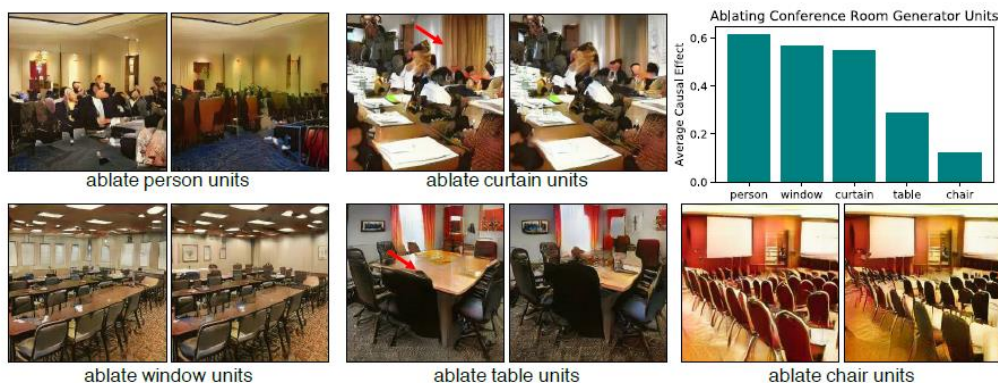 Ablating Conference Room Generator Units
Average Causal Effect
0.6
0.4
0.2
0.0
person window curtain table chair
ablate person units
ablate curtain units
ablate window units
ablate table units
ablate chair units